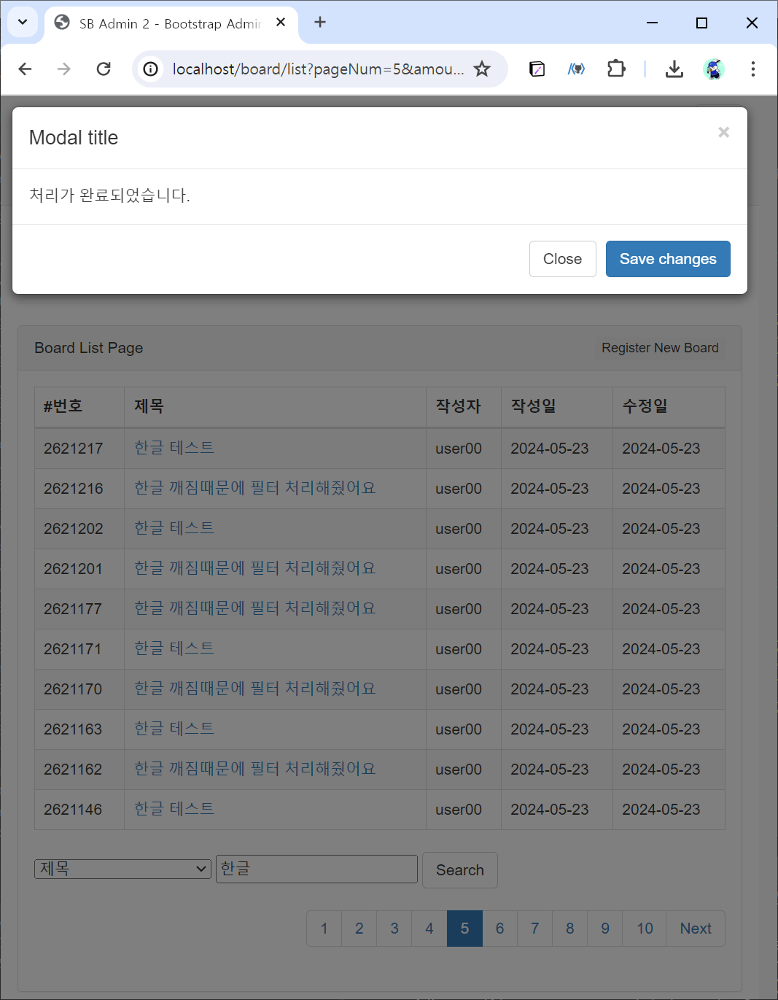 SB Admin 2 - Bootstrap Admi
localhost/board/list?pageNum=5&amou...
Modal title ×
처리가 완료되었습니다.
Close Save changes
Board List Page Register New Board
#번호 제목 작성자 작성일 수정일
2621217 한글 테스트 user00 2024-05-23 2024-05-23
2621216 한글 깨짐때문에 필터 처리해줬어요 user00 2024-05-23 2024-05-23
2621202 한글 테스트 user00 2024-05-23 2024-05-23
2621201 한글 깨짐때문에 필터 처리해줬어요 user00 2024-05-23 2024-05-23
2621177 한글 깨짐때문에 필터 처리해줬어요 user00 2024-05-23 2024-05-23
2621171 한글 테스트 user00 2024-05-23 2024-05-23
2621170 한글 깨짐때문에 필터 처리해줬어요 user00 2024-05-23 2024-05-23
2621163 한글 테스트 user00 2024-05-23 2024-05-23
2621162 한글 깨짐때문에 필터 처리해줬어요 user00 2024-05-23 2024-05-23
2621146 한글 테스트 user00 2024-05-23 2024-05-23
제목 한글 Search
1 2 3 4 5 6 7 8 9 10 Next